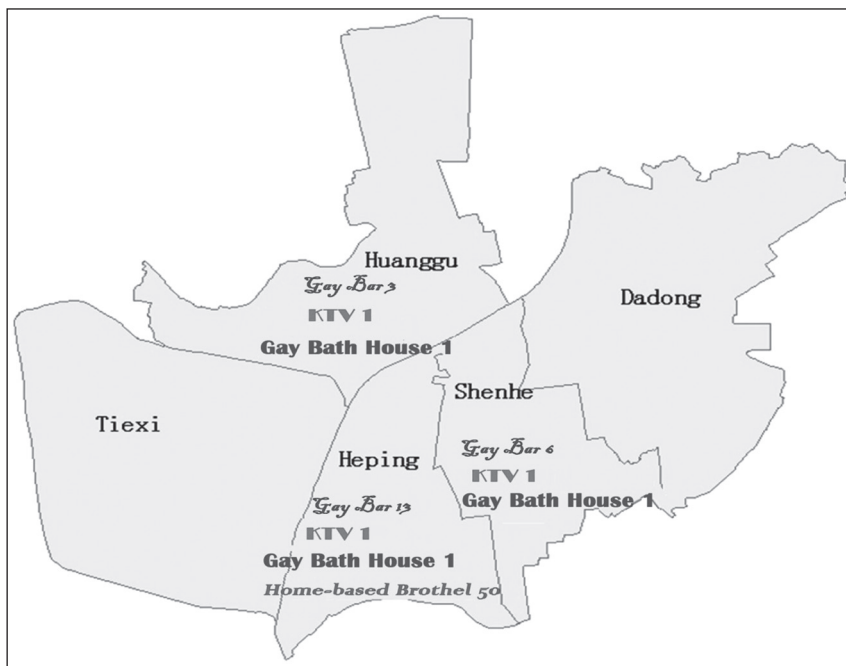 Huanggu
Gay Bar 3
KTV 1
Gay Bath House 1
Dadong
Tiexi
Shenhe
Gay Bar 6
KTV 1
Gay Bath House 1
Heping
Gay Bar 13
KTV 1
Gay Bath House 1
Home-based Brothel 50